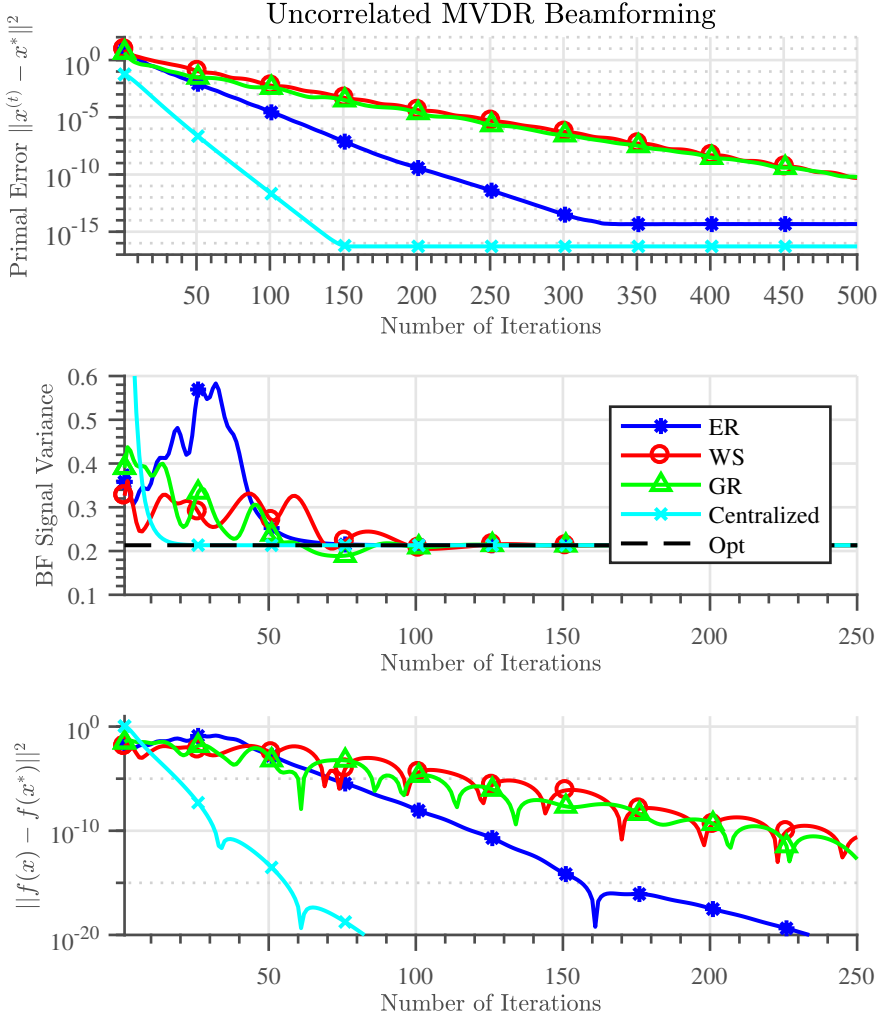 Uncorrelated MVDR Beamforming
Primal Error ||x^{(t)} − x^*||^2
10^0
10^{-5}
10^{-10}
10^{-15}
50 100 150 200 250 300 350 400 450 500
Number of Iterations
BF Signal Variance
0.6
0.5
0.4
0.3
0.2
0.1
ER
WS
GR
Centralized
Opt
50 100 150 200 250
Number of Iterations
||f(x) − f(x^*)||^2
10^0
10^{-10}
10^{-20}
50 100 150 200 250
Number of Iterations